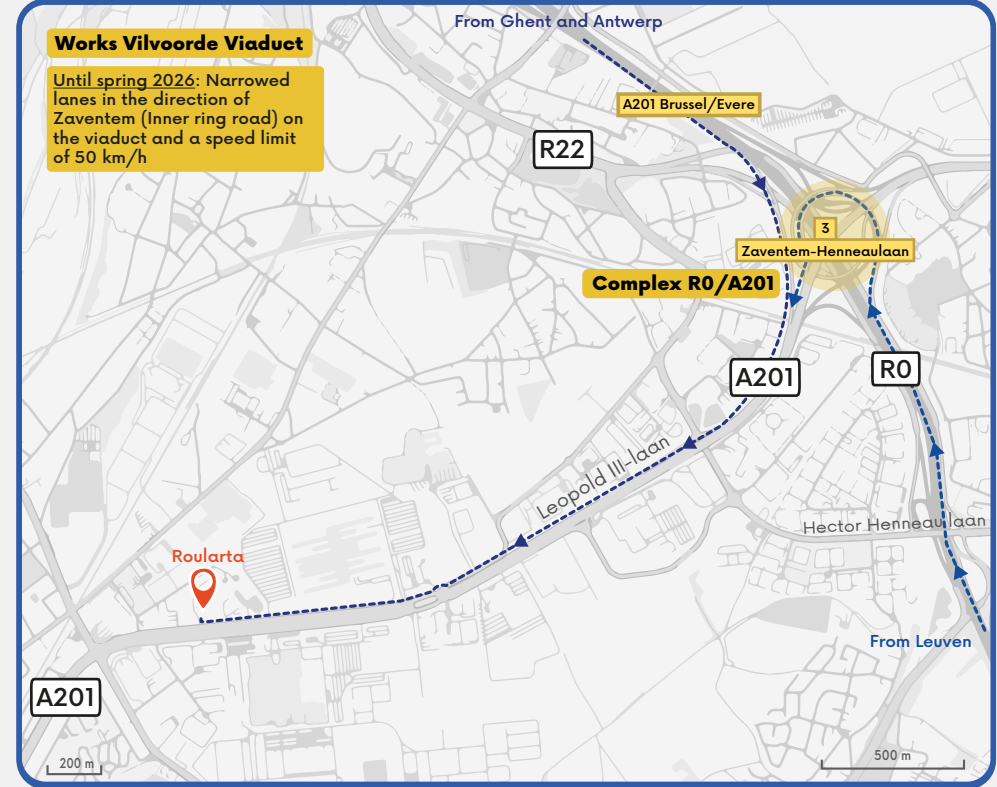 From Ghent and Antwerp
Works Vilvoorde Viaduct
Until spring 2026: Narrowed
lanes in the direction of
Zaventem (Inner ring road) on
the viaduct and a speed limit
of 50 km/h
A201 Brussel/Evere
R22
3
Zaventem-Henneaulaan
Complex R0/A201
A201
R0
Leopold III-laan
Hector Henneaulaan
Roularta
From Leuven
A201
200 m
500 m